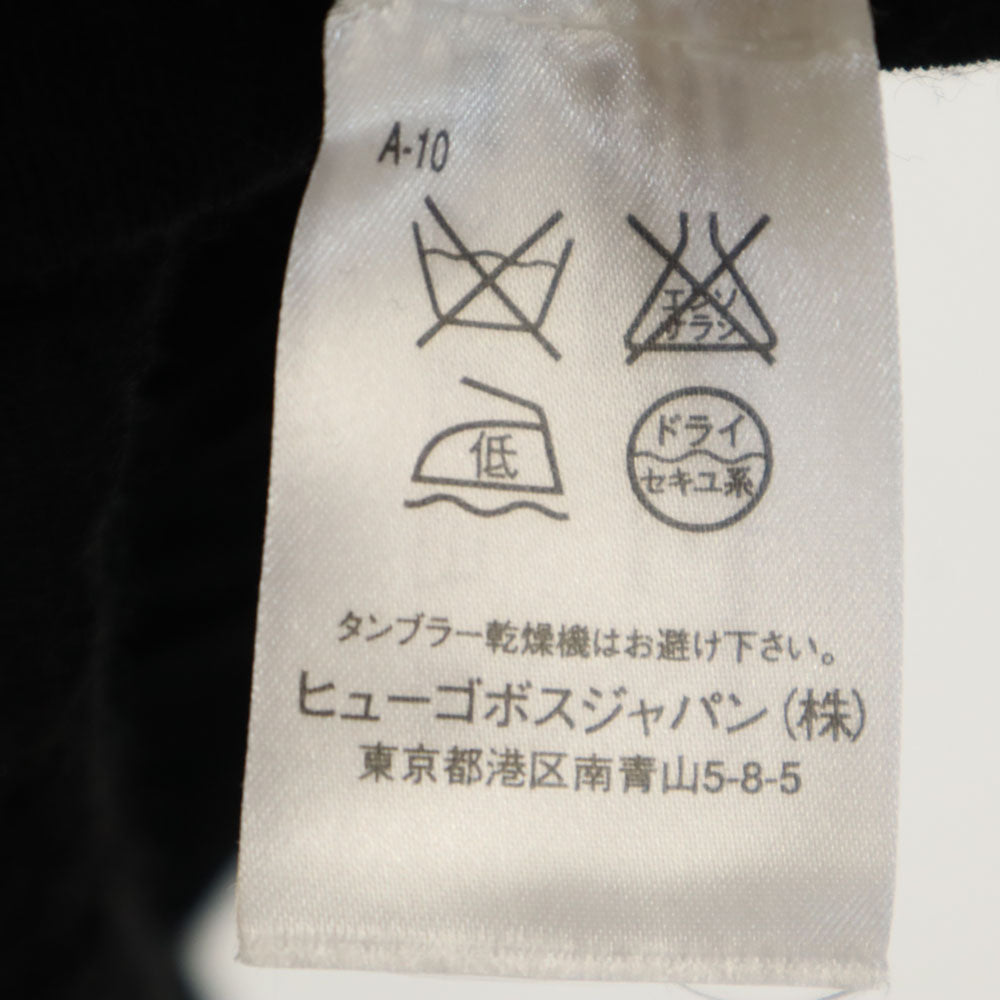 A-10
エンソ
サラシ
低
ドライ
セキユ系
タンブラー乾燥機はお避け下さい。
ヒューゴボスジャパン(株)
東京都港区南青山5-8-5